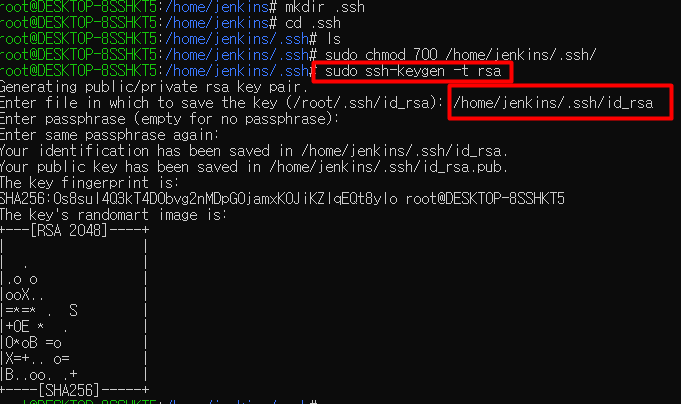 root@DESKTOP-8SSHKT5:/home/jenkins# mkdir .ssh
root@DESKTOP-8SSHKT5:/home/jenkins# cd .ssh
root@DESKTOP-8SSHKT5:/home/jenkins/.ssh# ls
root@DESKTOP-8SSHKT5:/home/jenkins/.ssh# sudo chmod 700 /home/jenkins/.ssh/
root@DESKTOP-8SSHKT5:/home/jenkins/.ssh# sudo ssh-keygen -t rsa
Generating public/private rsa key pair.
Enter file in which to save the key (/root/.ssh/id_rsa): /home/jenkins/.ssh/id_rsa
Enter passphrase (empty for no passphrase):
Enter same passphrase again:
Your identification has been saved in /home/jenkins/.ssh/id_rsa.
Your public key has been saved in /home/jenkins/.ssh/id_rsa.pub.
The key fingerprint is:
root@DESKTOP-8SSHKT5
The key's randomart image is:
+---[RSA 2048]----+
|                 |
|  .              |
|.o o             |
|ooX..            |
|=*=* .  S        |
|+OE *  .         |
|O*oB =o          |
|X=+.. o=         |
|B..oo. .+        |
+----[SHA256]-----+
root@DESKTOP-8SSHKT5:/home/jenkins/.ssh#